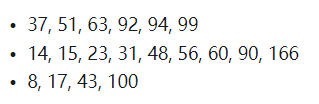 • 37, 51, 63, 92, 94, 99
• 14, 15, 23, 31, 48, 56, 60, 90, 166
• 8, 17, 43, 100